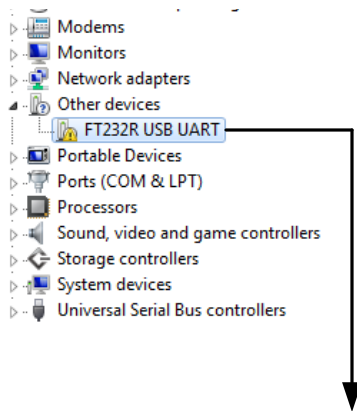 Modems
Monitors
Network adapters
Other devices
FT232R USB UART
Portable Devices
Ports (COM & LPT)
Processors
Sound, video and game controllers
Storage controllers
System devices
Universal Serial Bus controllers